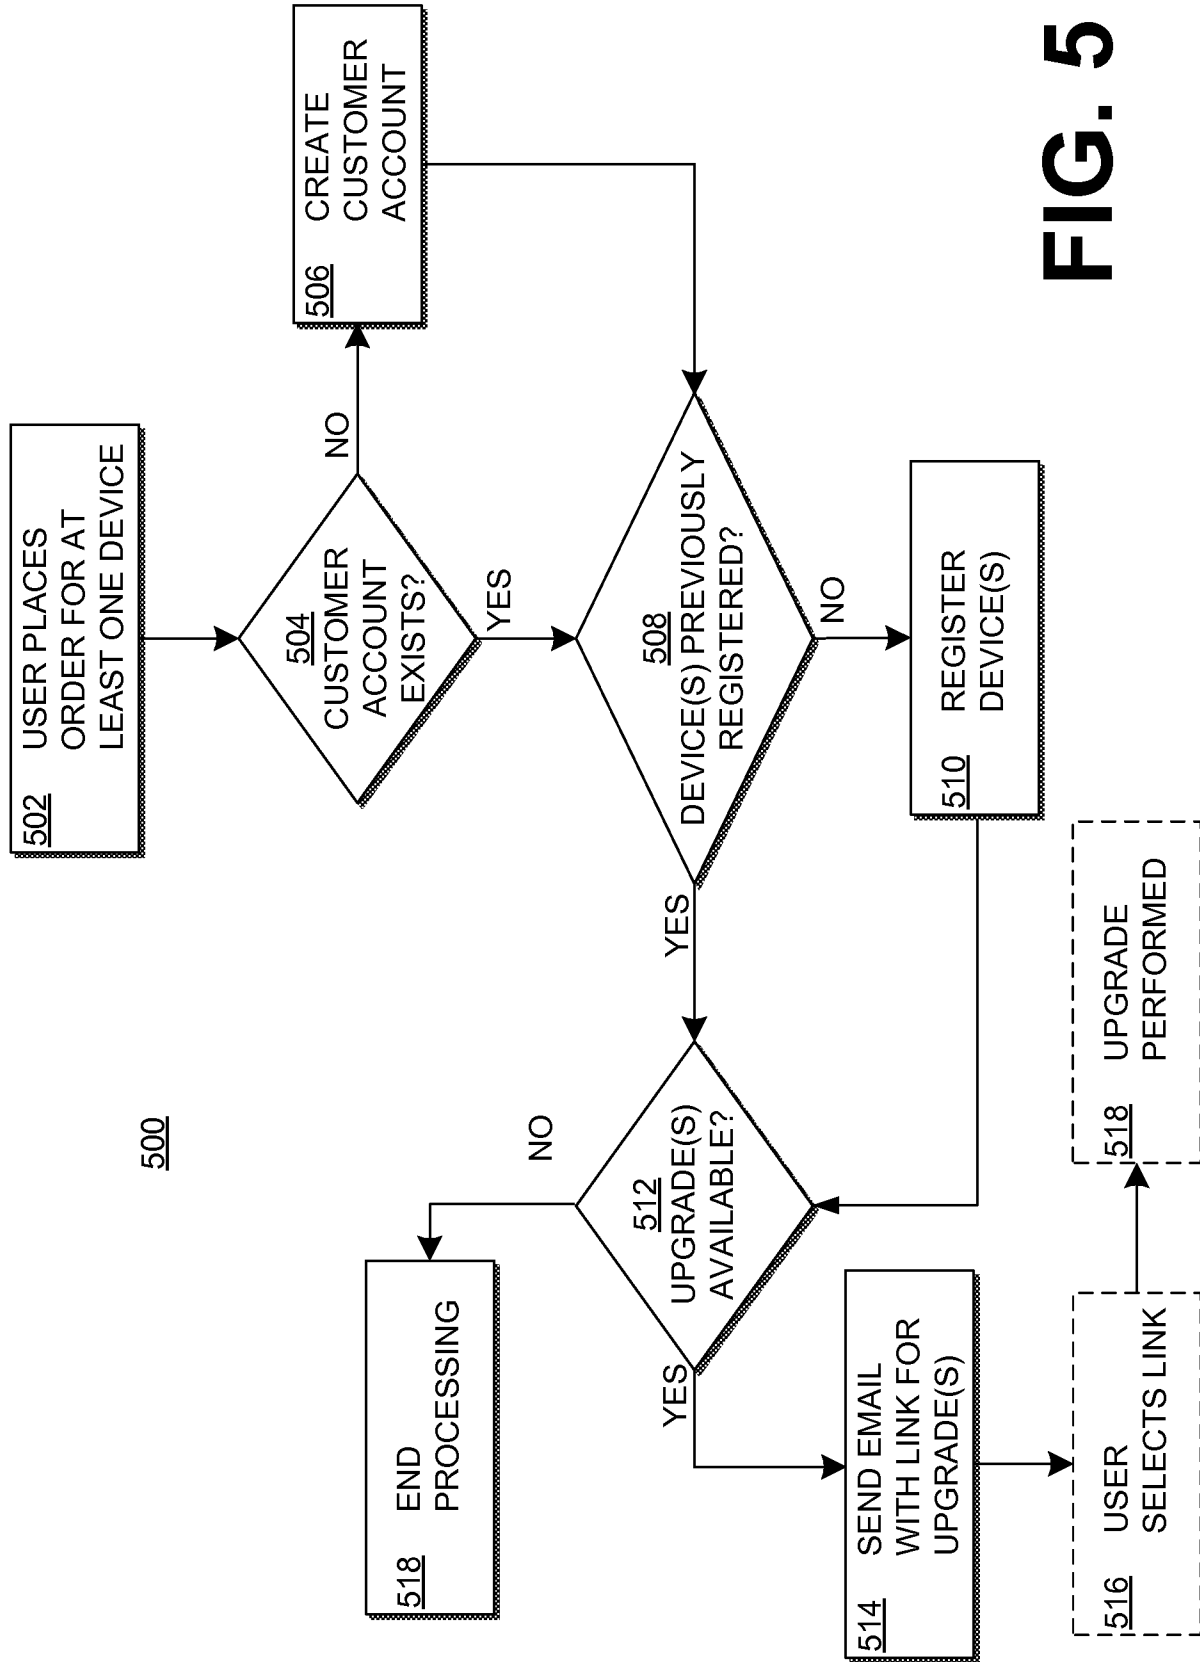 500
502
USER PLACES
ORDER FOR AT
LEAST ONE DEVICE
504
CUSTOMER
ACCOUNT
EXISTS?
NO
YES
506
CREATE
CUSTOMER
ACCOUNT
508
DEVICE(S) PREVIOUSLY
REGISTERED?
YES
NO
510
REGISTER
DEVICE(S)
512
UPGRADE(S)
AVAILABLE?
NO
YES
518
END
PROCESSING
514
SEND EMAIL
WITH LINK FOR
UPGRADE(S)
516
USER
SELECTS LINK
518
UPGRADE
PERFORMED
FIG. 5